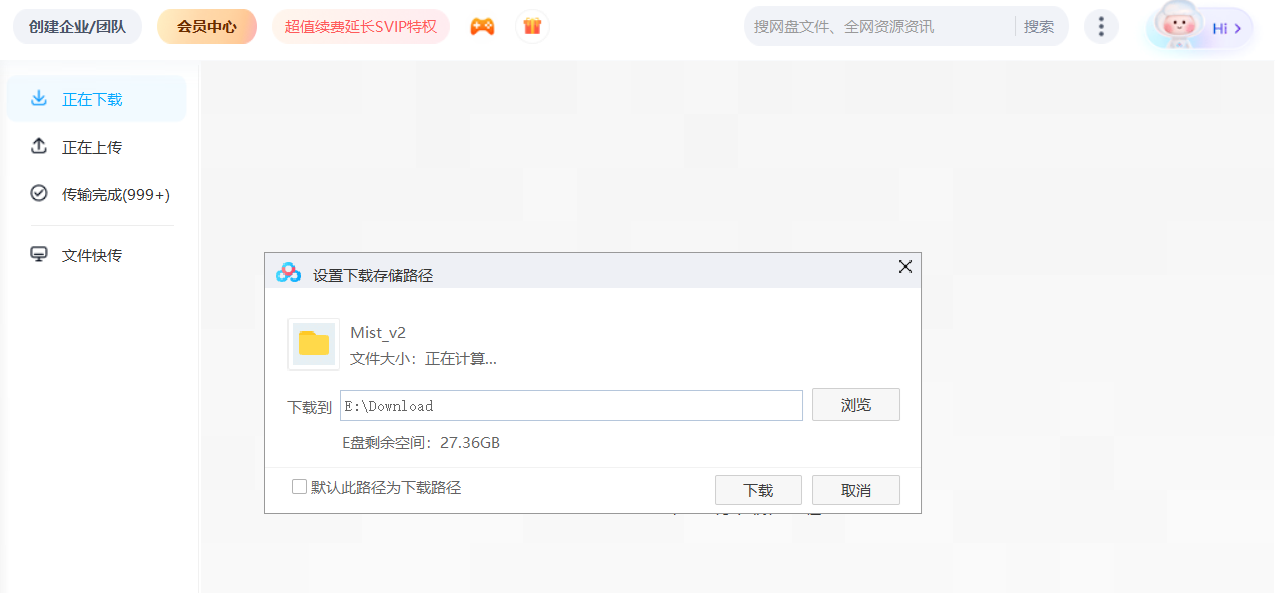 创建企业/团队
会员中心
超值续费延长SVIP特权
搜网盘文件、全网资源资讯
搜索
Hi
正在下载
正在上传
传输完成(999+)
文件快传
设置下载存储路径
Mist_v2
文件大小：正在计算...
下载到
E:\Download
浏览
E盘剩余空间：27.36GB
默认此路径为下载路径
下载
取消